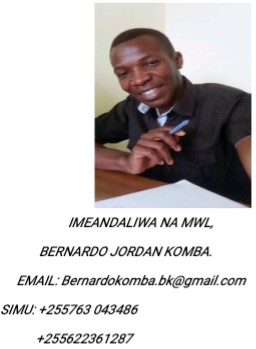 IMEANDALIWA NA MWL,
BERNARDO JORDAN KOMBA.
EMAIL: Bernardokomba.bk@gmail.com
SIMU: +255763 043486
+255622361287